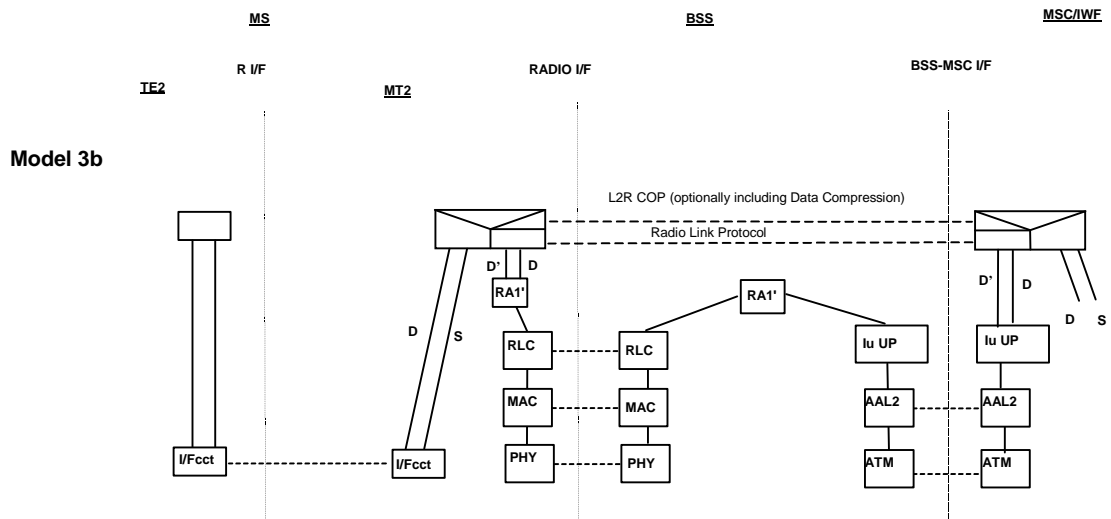 MS
BSS
MSC/IWF
R I/F
RADIO I/F
BSS-MSC I/F
TE2
MT2
Model 3b
L2R COP (optionally including Data Compression)
Radio Link Protocol
D' D
RA1'
RA1'
D' D
D S
D S
RLC
RLC
Iu UP
Iu UP
MAC
MAC
AAL2
AAL2
I/Fcct
I/Fcct
PHY
PHY
ATM
ATM